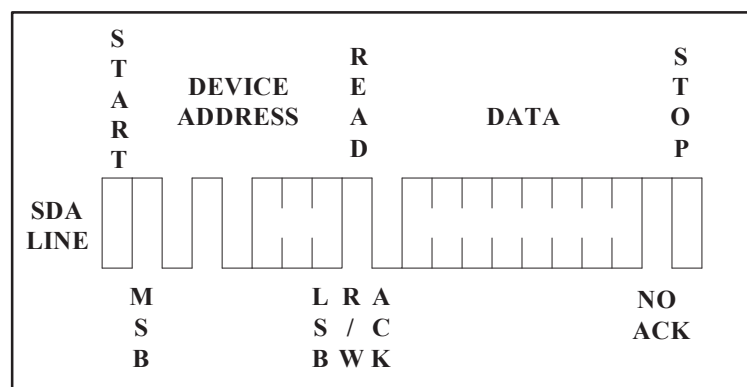 START
DEVICE
ADDRESS
READ
DATA
STOP
SDA
LINE
MSB
LSB
R/W
ACK
NO
ACK